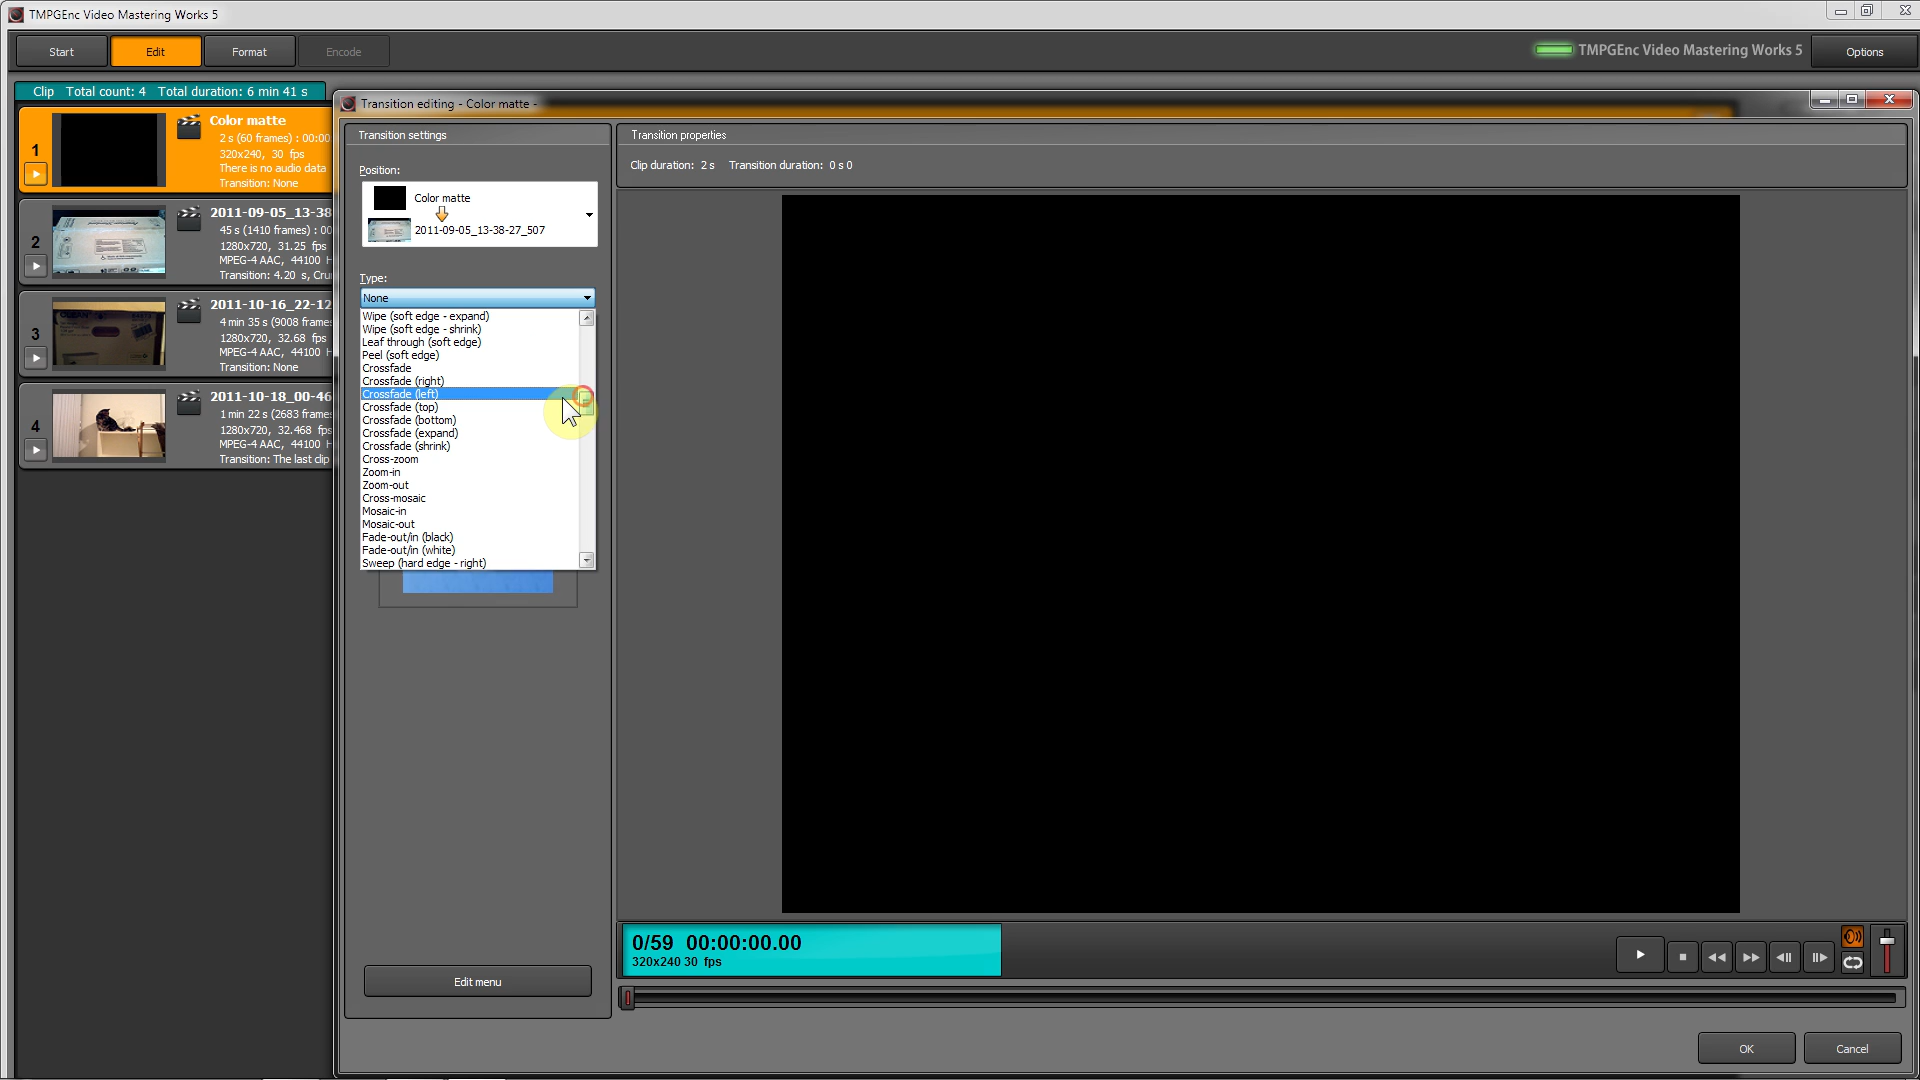 TMPGEnc Video Mastering Works 5
Start
Edit
Format
Encode
TMPGEnc Video Mastering Works 5
Options
Clip Total count: 4 Total duration: 6 min 41 s
1
Color matte
2 s (60 frames) : 00:00
320x240, 30 fps
There is no audio data
Transition: None
2
2011-09-05_13-38
45 s (1410 frames) : 00
1280x720, 31.25 fps
MPEG-4 AAC, 44100 H
Transition: 4.20 s, Cru
3
2011-10-16_22-12
4 min 35 s (9008 frame
1280x720, 32.68 fps
MPEG-4 AAC, 44100 H
Transition: None
4
2011-10-18_00-46
1 min 22 s (2683 frame
1280x720, 32.468 fps
MPEG-4 AAC, 44100 H
Transition: The last clip
Transition editing - Color matte -
Transition settings
Position:
Color matte
2011-09-05_13-38-27_507
Type:
None
Wipe (soft edge - expand)
Wipe (soft edge - shrink)
Leaf through (soft edge)
Peel (soft edge)
Crossfade
Crossfade (right)
Crossfade (left)
Crossfade (top)
Crossfade (bottom)
Crossfade (expand)
Crossfade (shrink)
Cross-zoom
Zoom-in
Zoom-out
Cross-mosaic
Mosaic-in
Mosaic-out
Fade-out/in (black)
Fade-out/in (white)
Sweep (hard edge - right)
Edit menu
Transition properties
Clip duration: 2 s Transition duration: 0 s 0
0/59 00:00:00.00
320x240 30 fps
OK
Cancel